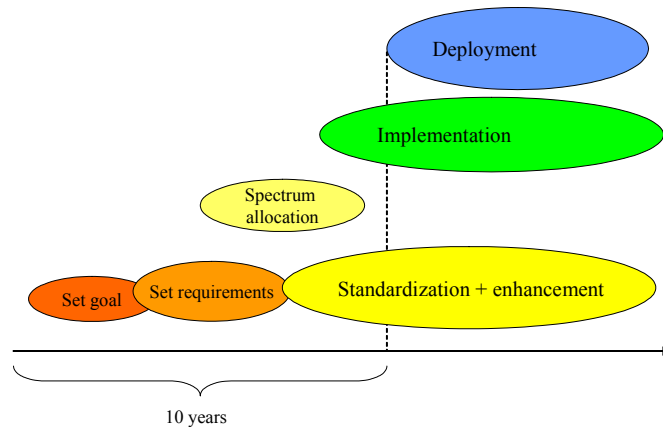 Deployment
Implementation
Spectrum
allocation
Set goal
Set requirements
Standardization + enhancement
10 years